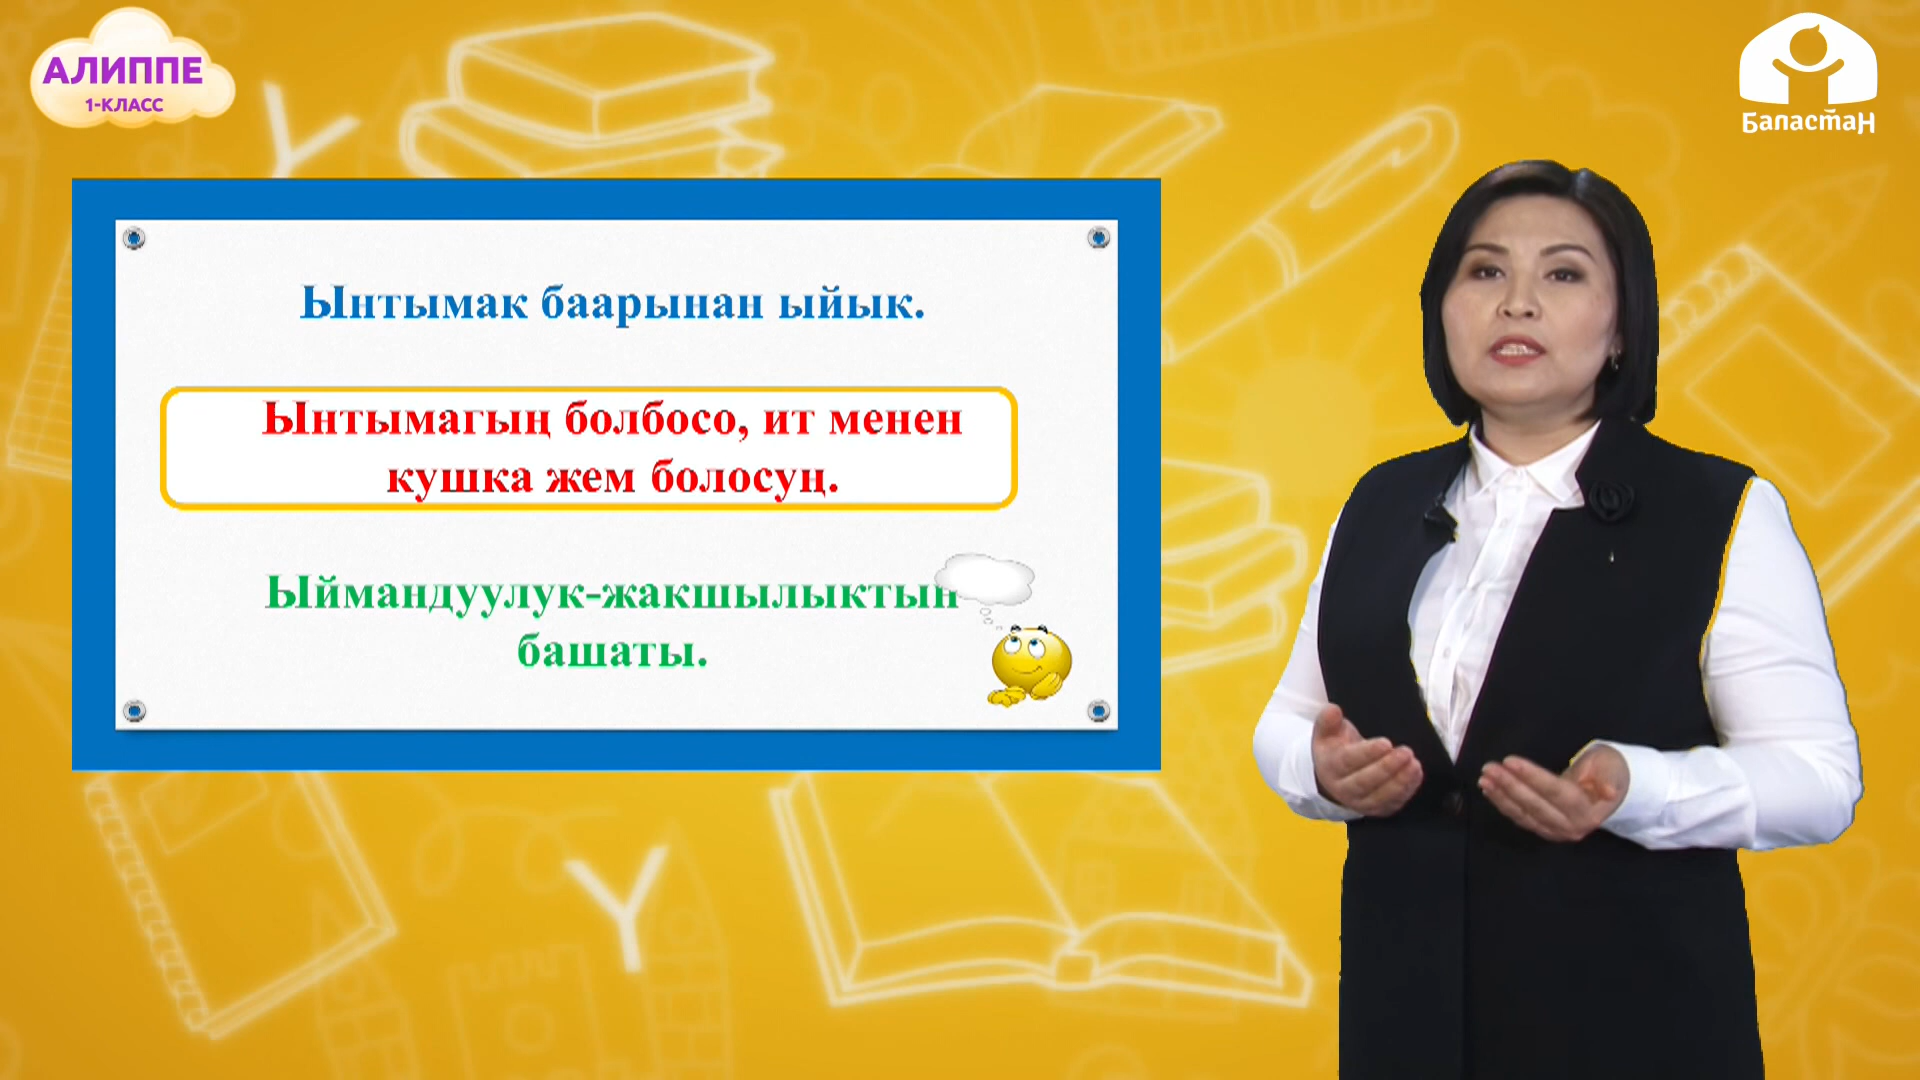 АЛИППЕ
1-КЛАСС
Баластан
Ынтымак баарынан ыйык.
Ынтымагың болбосо, ит менен
кушка жем болосуң.
Ыймандуулук-жакшылыктын
башаты.